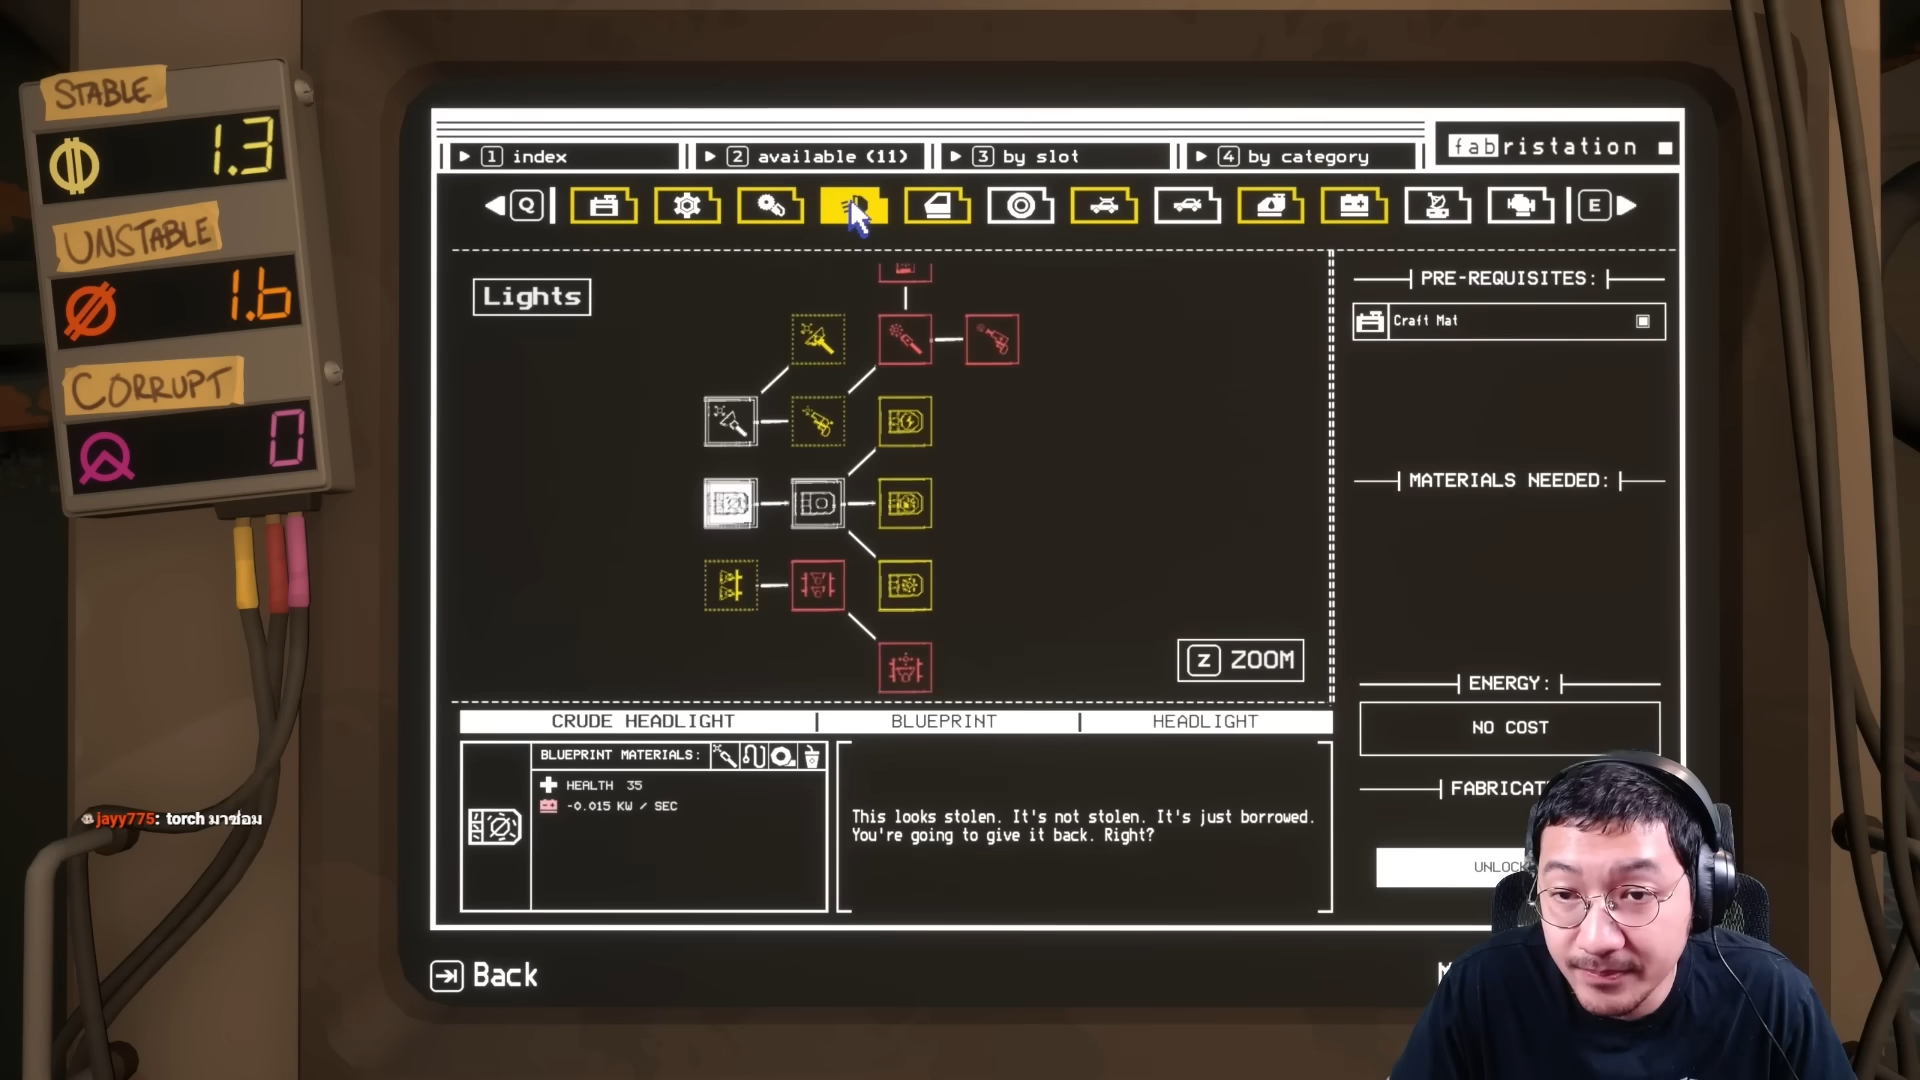 STABLE
1.3
UNSTABLE
1.6
CORRUPT
0
fabristation
1 index
2 available (11)
3 by slot
4 by category
Q
E
Lights
PRE-REQUISITES:
Craft Mat
MATERIALS NEEDED:
Z ZOOM
ENERGY:
NO COST
CRUDE HEADLIGHT
BLUEPRINT
HEADLIGHT
BLUEPRINT MATERIALS:
HEALTH 35
-0.015 KW / SEC
This looks stolen. It's not stolen. It's just borrowed.
You're going to give it back. Right?
jayy775: torch มาซ่อม
Back